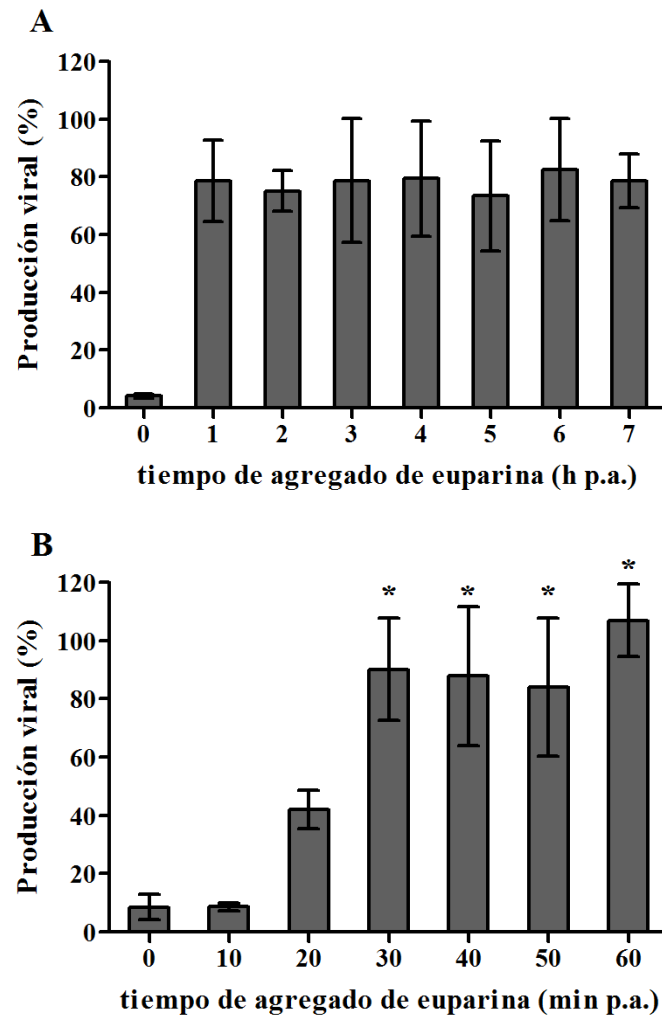 A
Producción viral (%)
120
100
80
60
40
20
0
0 1 2 3 4 5 6 7
tiempo de agregado de euparina (h p.a.)
B
Producción viral (%)
120
100
80
60
40
20
0
* * * *
0 10 20 30 40 50 60
tiempo de agregado de euparina (min p.a.)